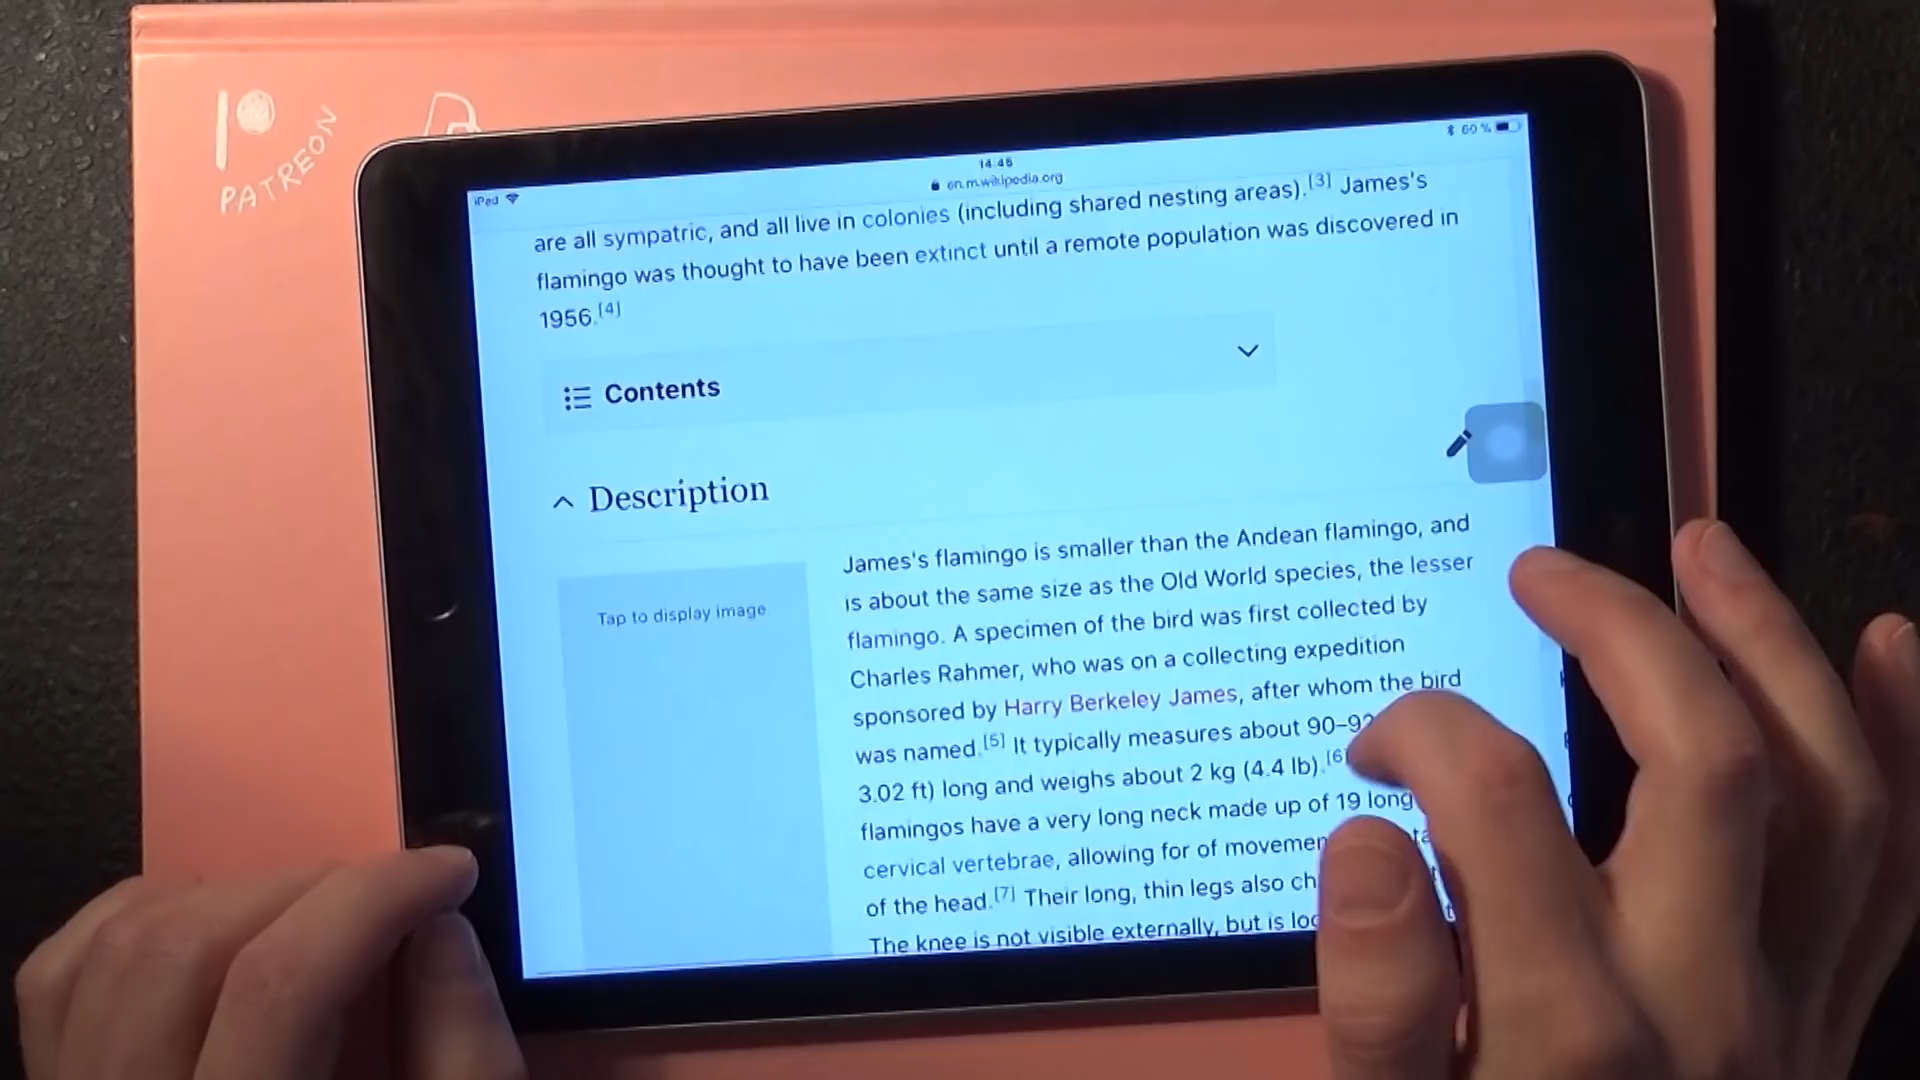 PATREON
iPad
14:45
en.m.wikipedia.org
60 %
are all sympatric, and all live in colonies (including shared nesting areas).[3] James's
flamingo was thought to have been extinct until a remote population was discovered in
1956.[4]
Contents
Description
Tap to display image
James's flamingo is smaller than the Andean flamingo, and
is about the same size as the Old World species, the lesser
flamingo. A specimen of the bird was first collected by
Charles Rahmer, who was on a collecting expedition
sponsored by Harry Berkeley James, after whom the bird
was named.[5] It typically measures about 90–92
3.02 ft) long and weighs about 2 kg (4.4 lb).[6]
flamingos have a very long neck made up of 19 long
cervical vertebrae, allowing for of
of the head.[7] Their long, thin legs also
The knee is not visible externally, but is